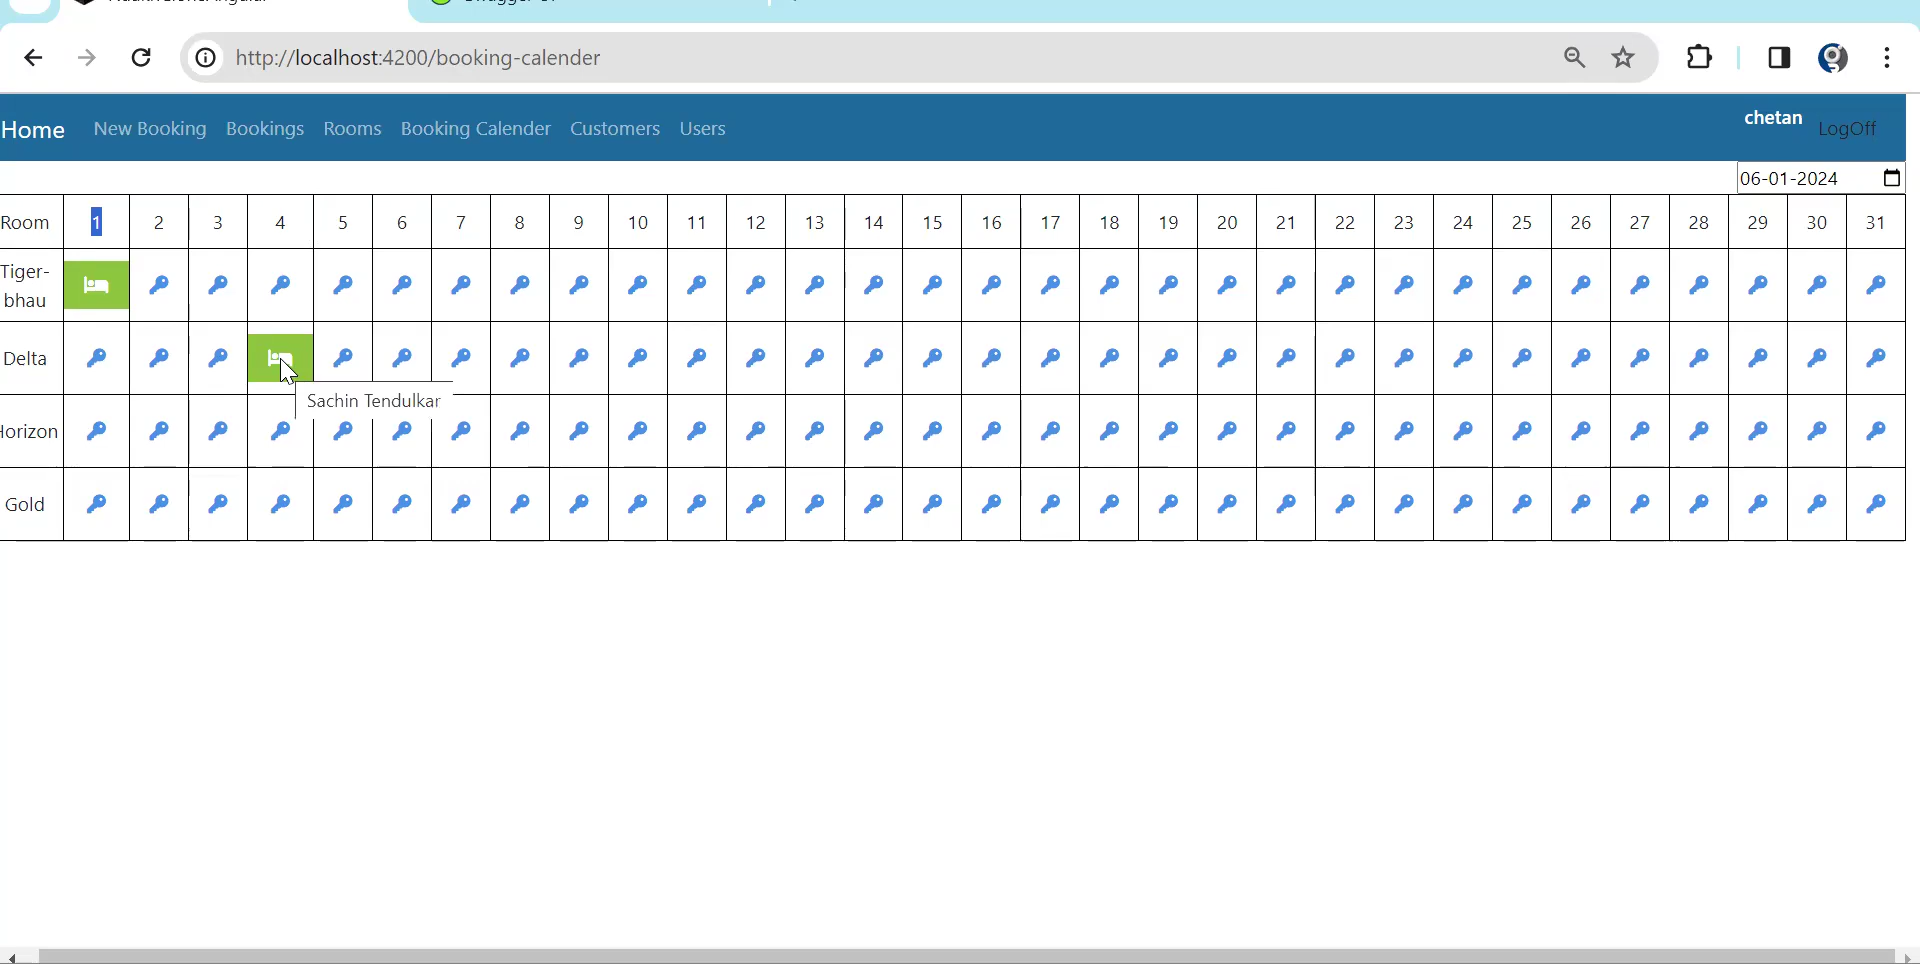 http://localhost:4200/booking-calender
Home New Booking Bookings Rooms Booking Calender Customers Users chetan LogOff
06-01-2024
Room 1 2 3 4 5 6 7 8 9 10 11 12 13 14 15 16 17 18 19 20 21 22 23 24 25 26 27 28 29 30 31
Tiger-
bhau
Delta
Sachin Tendulkar
Horizon
Gold